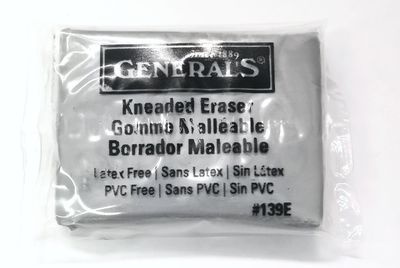 Since 1889
GENERAL'S®
Kneaded Eraser
Gomme Malléable
Borrador Maleable
Latex Free | Sans Latex | Sin Látex
PVC Free | Sans PVC | Sin PVC
#139E